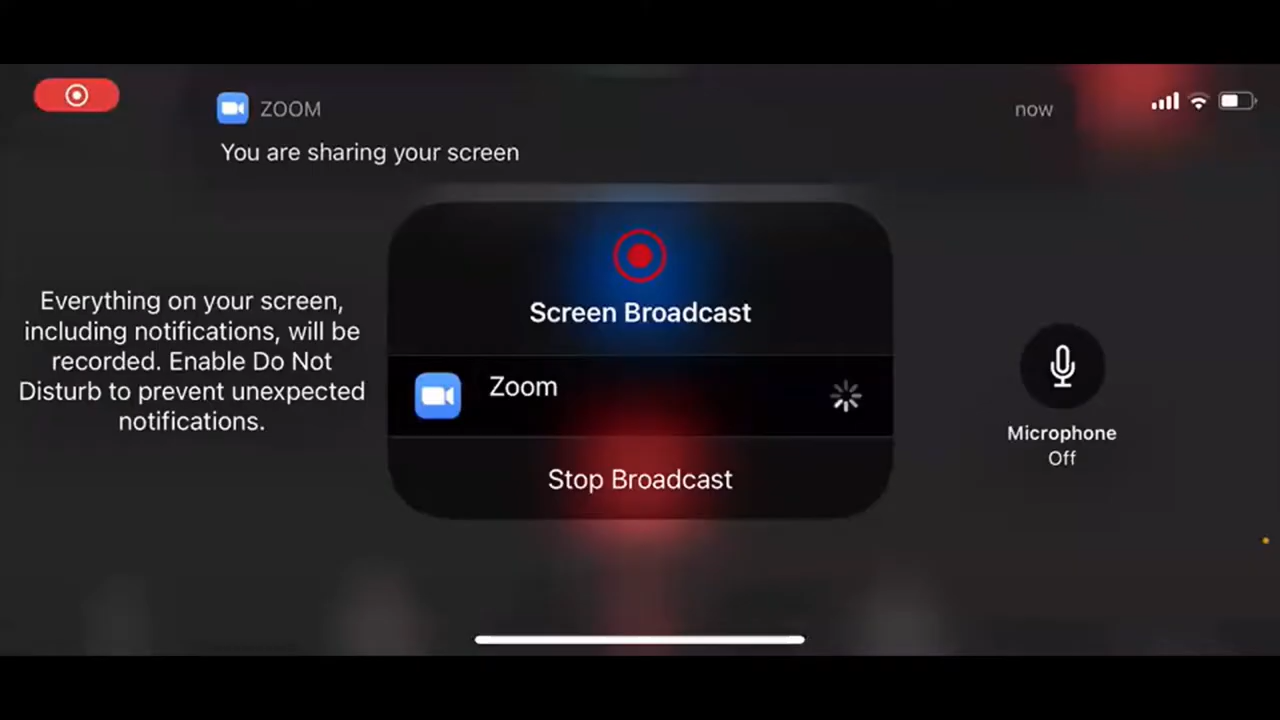 ZOOM
now
You are sharing your screen
Everything on your screen,
including notifications, will be
recorded. Enable Do Not
Disturb to prevent unexpected
notifications.
Screen Broadcast
Zoom
Stop Broadcast
Microphone
Off